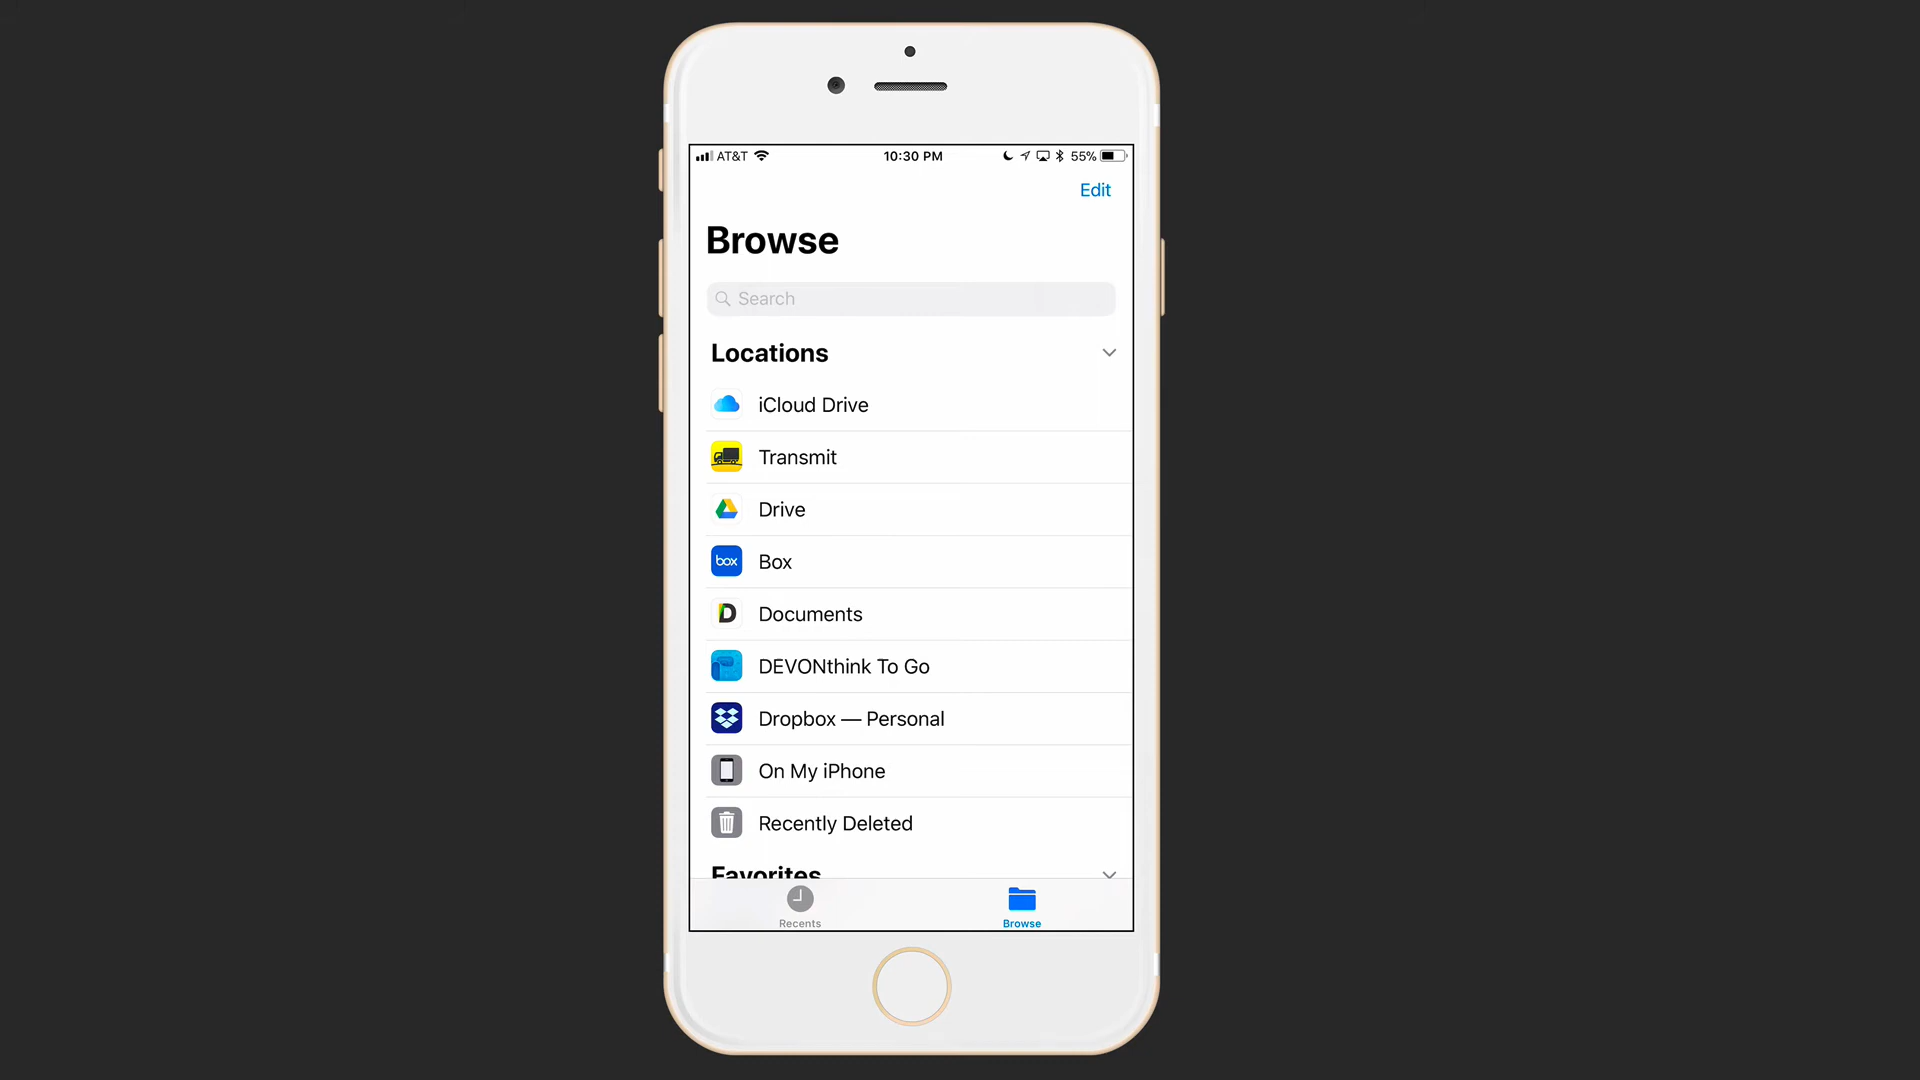 AT&T 10:30 PM 55%
Edit
Browse
Search
Locations
iCloud Drive
Transmit
Drive
box Box
Documents
DEVONthink To Go
Dropbox — Personal
On My iPhone
Recently Deleted
Favorites
Recents Browse